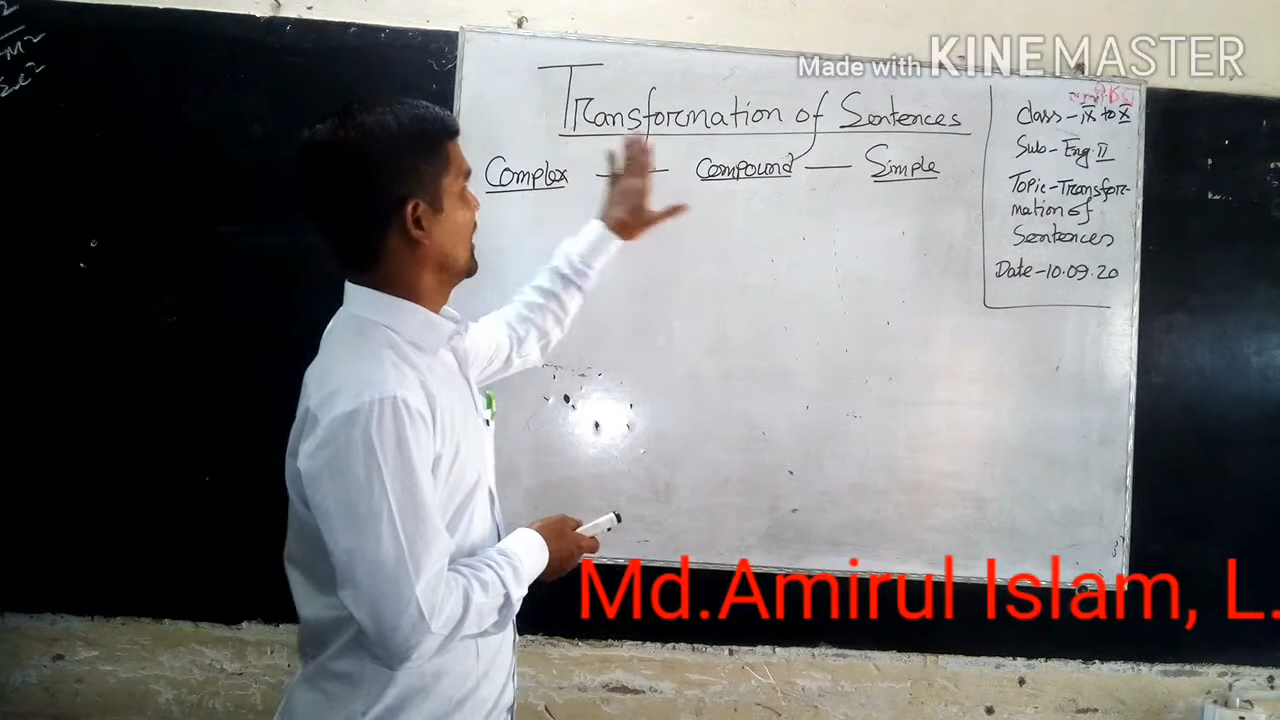 Made with KINEMASTER
Transformation of Sentences
Complex — Compound — Simple
Class - IX to X
Sub - Eng. II
Topic - Transfor-
mation of
Sentences
Date - 10.09.20
Md.Amirul Islam, L.